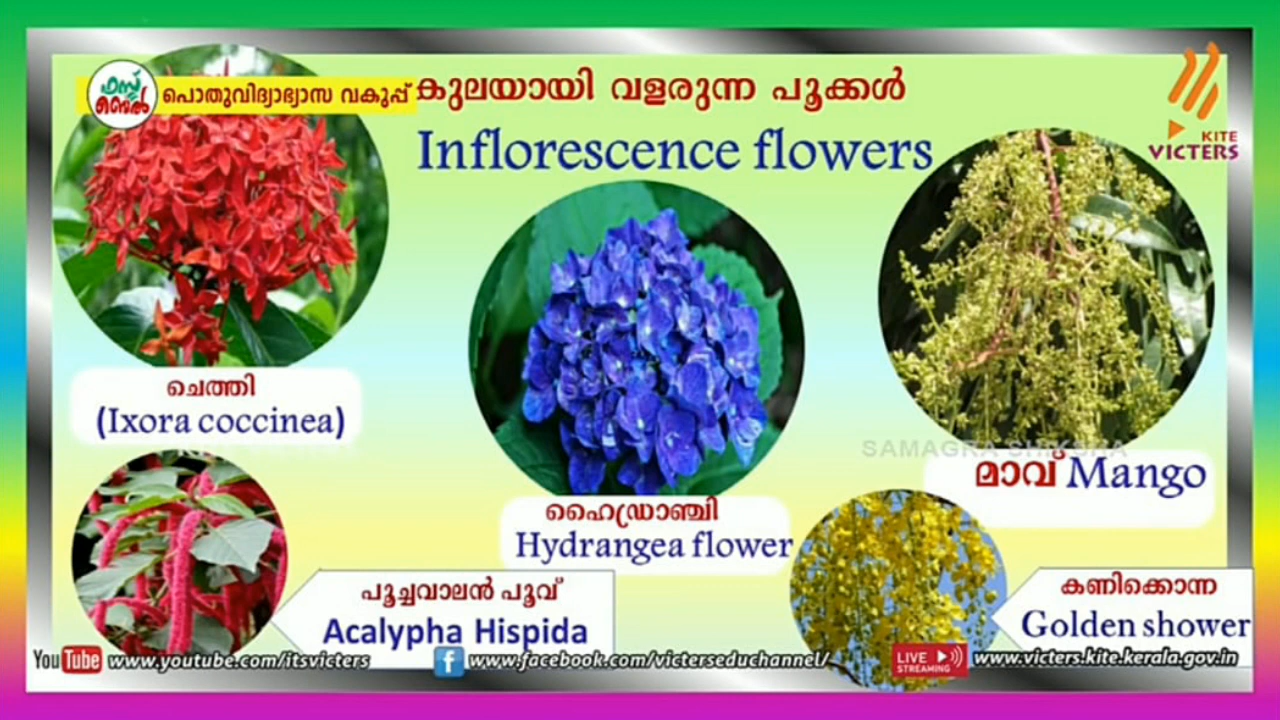 ഫസ്റ്റ്
ബെൽ
പൊതുവിദ്യാഭ്യാസ വകുപ്പ്
കുലയായി വളരുന്ന പൂക്കൾ
Inflorescence flowers
KITE
VICTERS
ചെത്തി
(Ixora coccinea)
SAMAGRA SHIKSHA
മാവ് Mango
ഹൈഡ്രാഞ്ചി
Hydrangea flower
പൂച്ചവാലൻ പൂവ്
Acalypha Hispida
കണിക്കൊന്ന
Golden shower
YouTube www.youtube.com/itsvicters
f www.facebook.com/victerseduchannel/
LIVE
STREAMING
www.victers.kite.kerala.gov.in